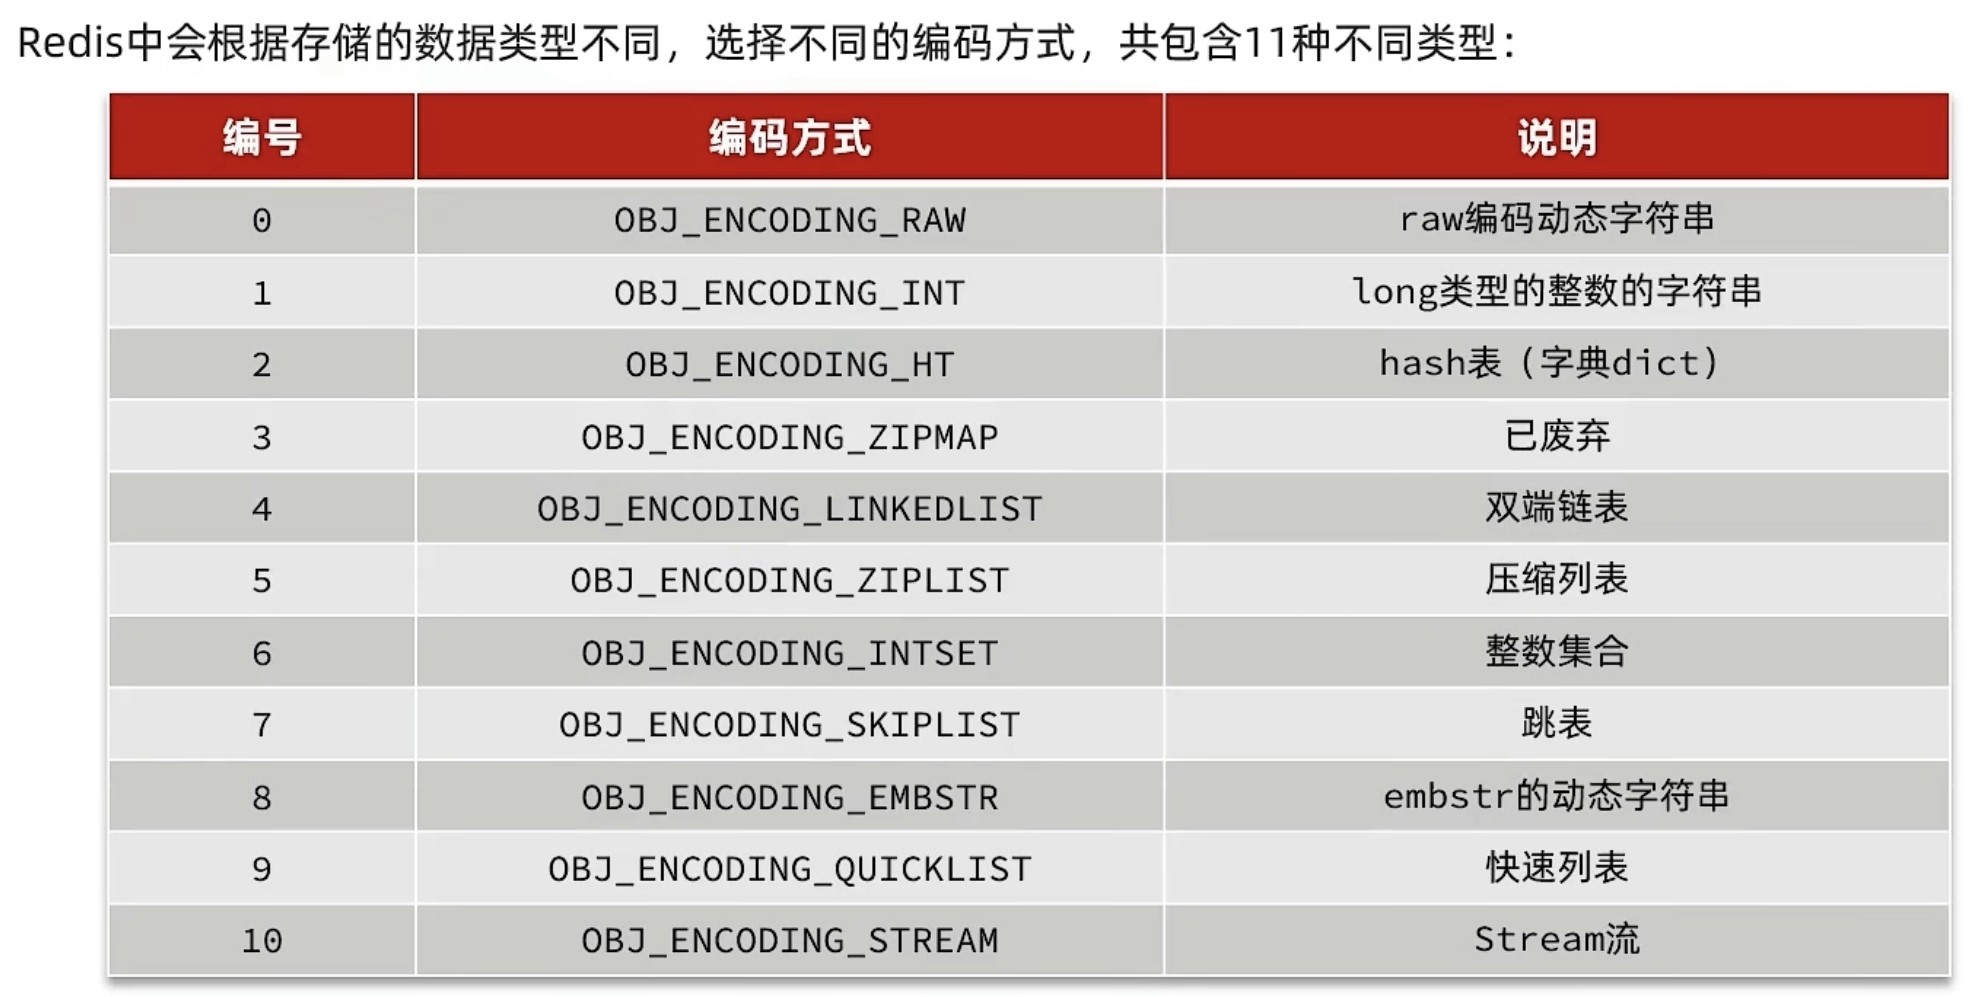 Redis中会根据存储的数据类型不同，选择不同的编码方式，共包含11种不同类型：
编号 编码方式 说明
0 OBJ_ENCODING_RAW raw编码动态字符串
1 OBJ_ENCODING_INT long类型的整数的字符串
2 OBJ_ENCODING_HT hash表（字典dict）
3 OBJ_ENCODING_ZIPMAP 已废弃
4 OBJ_ENCODING_LINKEDLIST 双端链表
5 OBJ_ENCODING_ZIPLIST 压缩列表
6 OBJ_ENCODING_INTSET 整数集合
7 OBJ_ENCODING_SKIPLIST 跳表
8 OBJ_ENCODING_EMBSTR embstr的动态字符串
9 OBJ_ENCODING_QUICKLIST 快速列表
10 OBJ_ENCODING_STREAM Stream流